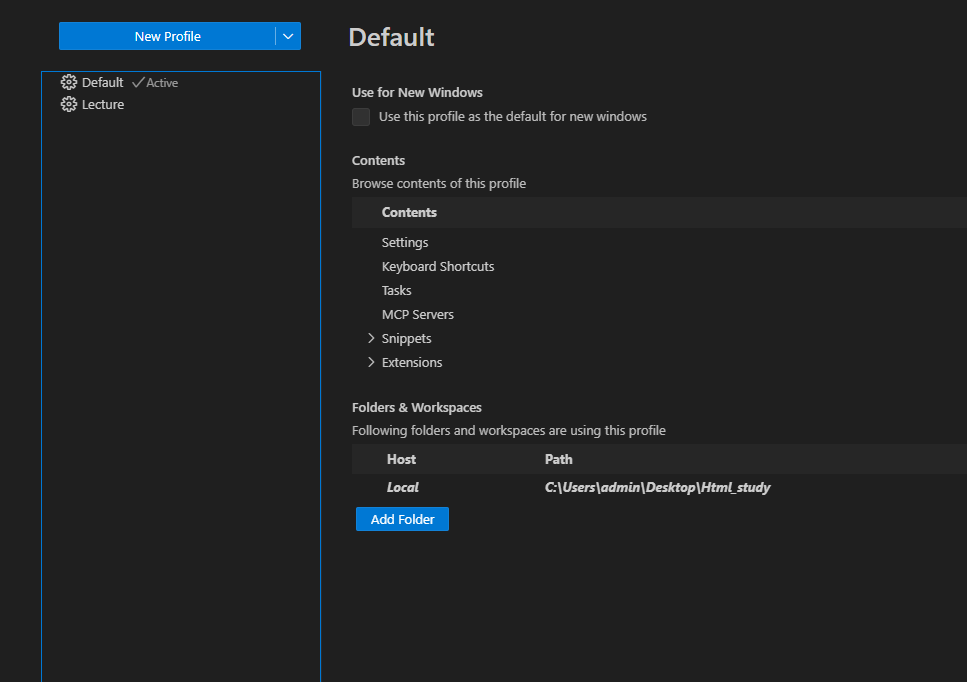 New Profile
Default
Default Active
Lecture
Use for New Windows
Use this profile as the default for new windows
Contents
Browse contents of this profile
Contents
Settings
Keyboard Shortcuts
Tasks
MCP Servers
Snippets
Extensions
Folders & Workspaces
Following folders and workspaces are using this profile
Host Path
Local C:\Users\admin\Desktop\Html_study
Add Folder